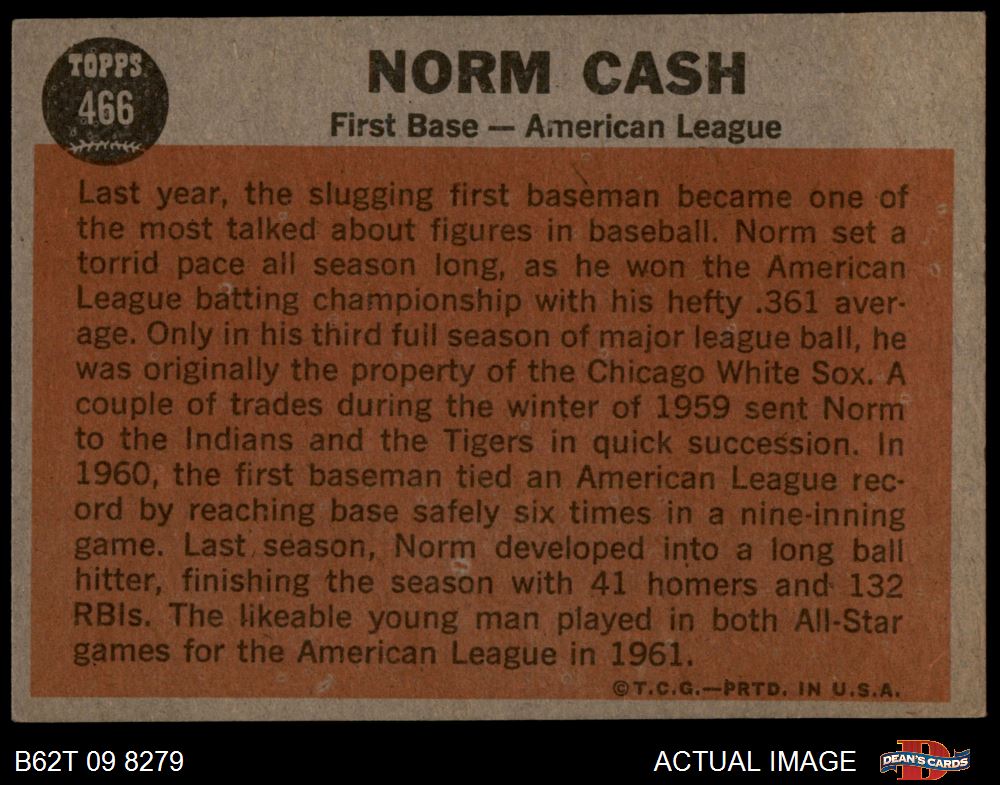 TOPPS
466
NORM CASH
First Base — American League
Last year, the slugging first baseman became one of
the most talked about figures in baseball. Norm set a
torrid pace all season long, as he won the American
League batting championship with his hefty .361 aver-
age. Only in his third full season of major league ball, he
was originally the property of the Chicago White Sox. A
couple of trades during the winter of 1959 sent Norm
to the Indians and the Tigers in quick succession. In
1960, the first baseman tied an American League rec-
ord by reaching base safely six times in a nine-inning
game. Last season, Norm developed into a long ball
hitter, finishing the season with 41 homers and 132
RBIs. The likeable young man played in both All-Star
games for the American League in 1961.
©T.C.G.—PRTD. IN U.S.A.
B62T 09 8279
ACTUAL IMAGE
DEAN'S CARDS